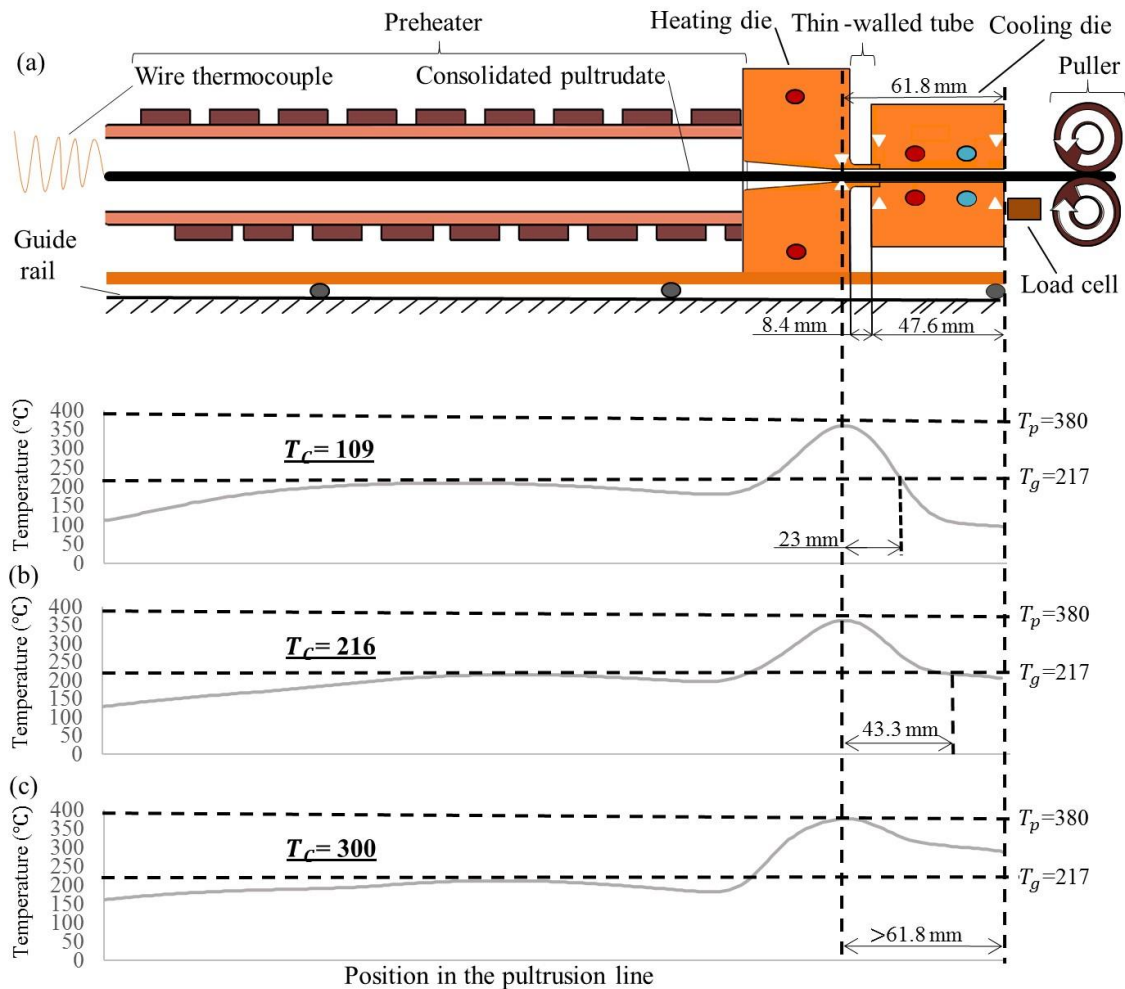 Preheater
Heating die
Thin-walled tube
Cooling die
(a)
Wire thermocouple
Consolidated pultrudate
61.8 mm
Puller
Guide
rail
Load cell
8.4 mm
47.6 mm
Temperature (°C)
400
350
300
250
200
150
100
50
0
T_C= 109
T_p=380
T_g=217
23 mm
(b)
Temperature (°C)
400
350
300
250
200
150
100
50
0
T_C= 216
T_p=380
T_g=217
43.3 mm
(c)
Temperature (°C)
400
350
300
250
200
150
100
50
0
T_C= 300
T_p=380
T_g=217
>61.8 mm
Position in the pultrusion line